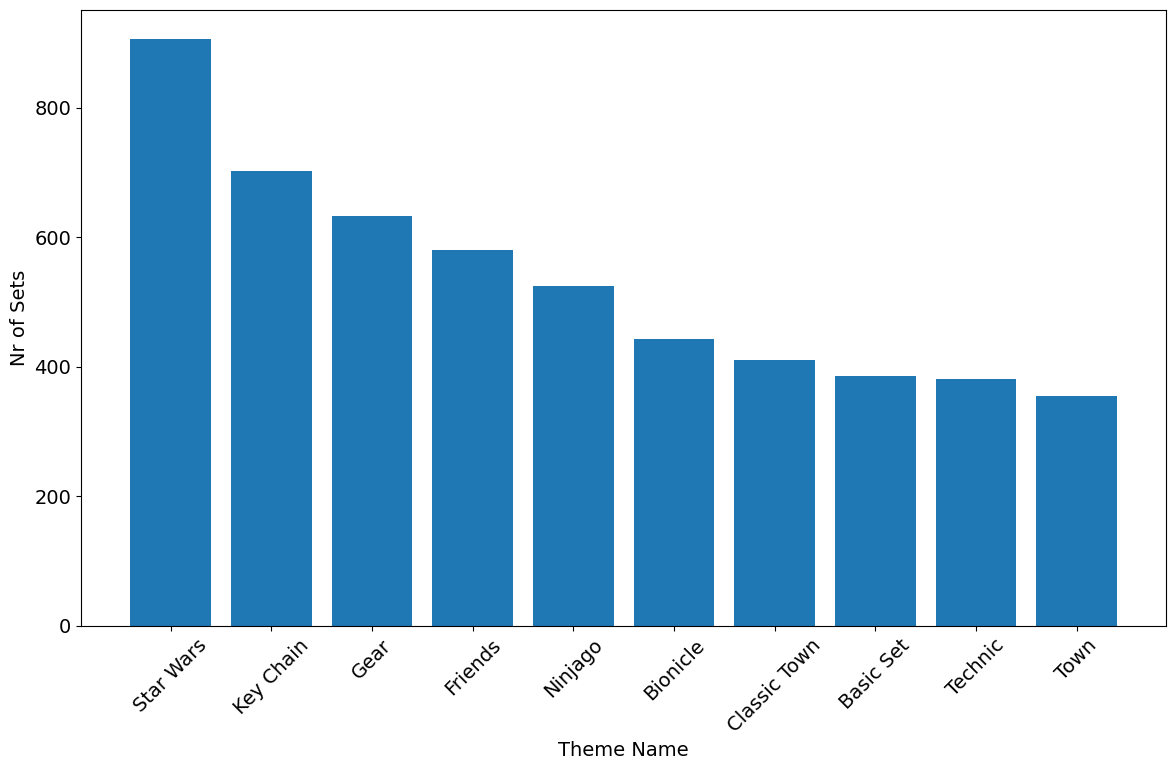 800
600
400
200
0
Nr of Sets
Star Wars
Key Chain
Gear
Friends
Ninjago
Bionicle
Classic Town
Basic Set
Technic
Town
Theme Name